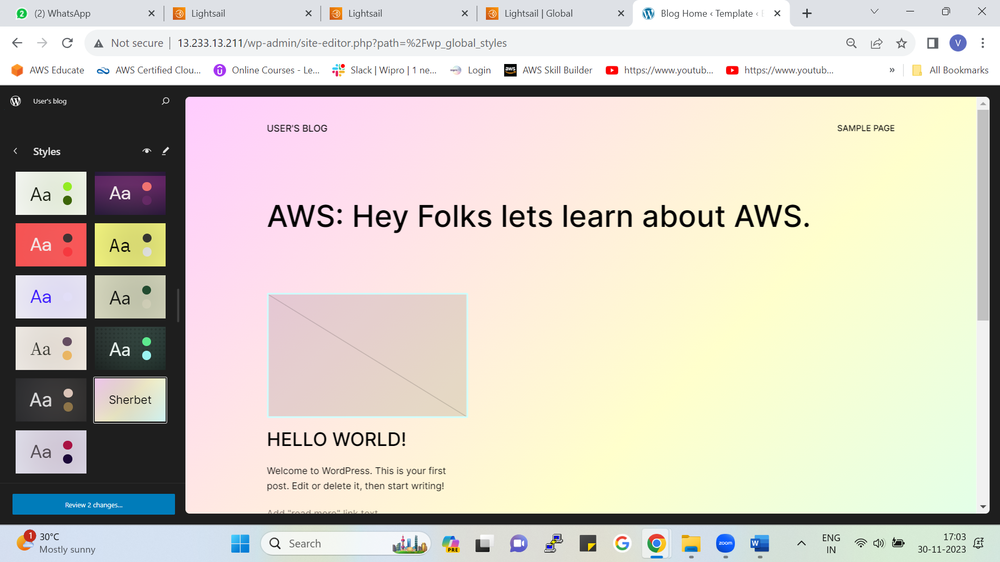 (2) WhatsApp
Lightsail
Lightsail
Lightsail | Global
Blog Home ‹ Template ‹
Not secure
13.233.13.211/wp-admin/site-editor.php?path=%2Fwp_global_styles
V
AWS Educate
AWS Certified Clou...
Online Courses - Le...
Slack | Wipro | 1 ne...
Login
AWS Skill Builder
https://www.youtub...
https://www.youtub...
»
All Bookmarks
User's blog
Styles
Aa
Aa
Aa
Aa
Aa
Aa
Aa
Aa
Aa
Sherbet
Aa
Review 2 changes...
USER'S BLOG
SAMPLE PAGE
AWS: Hey Folks lets learn about AWS.
HELLO WORLD!
Welcome to WordPress. This is your first
post. Edit or delete it, then start writing!
Add "read more" link text
1
30°C
Mostly sunny
Search
PRE
zoom
W
ENG
IN
17:03
30-11-2023